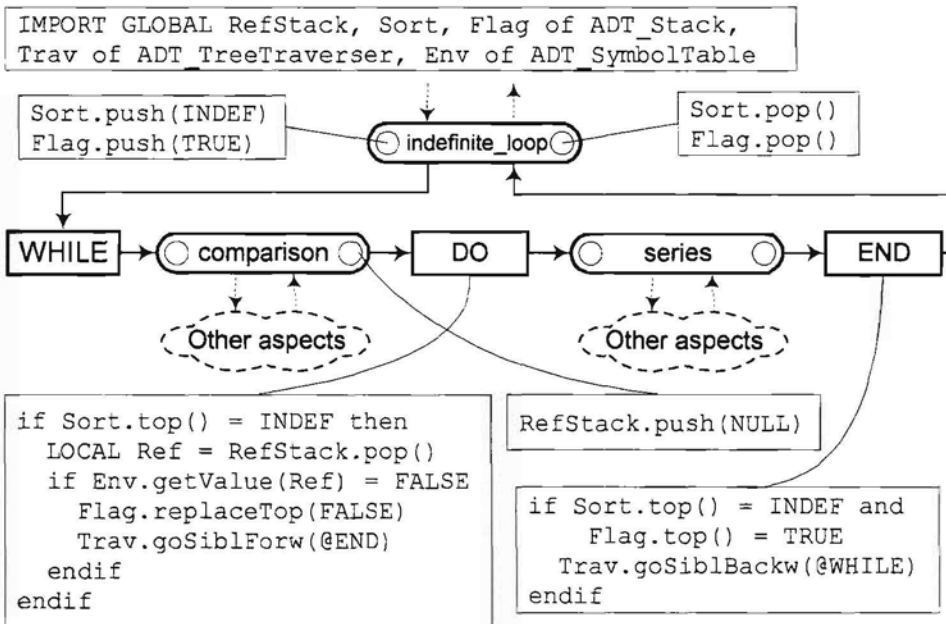 IMPORT GLOBAL RefStack, Sort, Flag of ADT_Stack,
Trav of ADT_TreeTraverser, Env of ADT_SymbolTable
Sort.push(INDEF)
Flag.push(TRUE)
indefinite_loop
Sort.pop()
Flag.pop()
WHILE
comparison
DO
series
END
Other aspects
Other aspects
if Sort.top() = INDEF then
LOCAL Ref = RefStack.pop()
if Env.getValue(Ref) = FALSE
Flag.replaceTop(FALSE)
Trav.goSiblForw(@END)
endif
endif
RefStack.push(NULL)
if Sort.top() = INDEF and
Flag.top() = TRUE
Trav.goSiblBackw(@WHILE)
endif